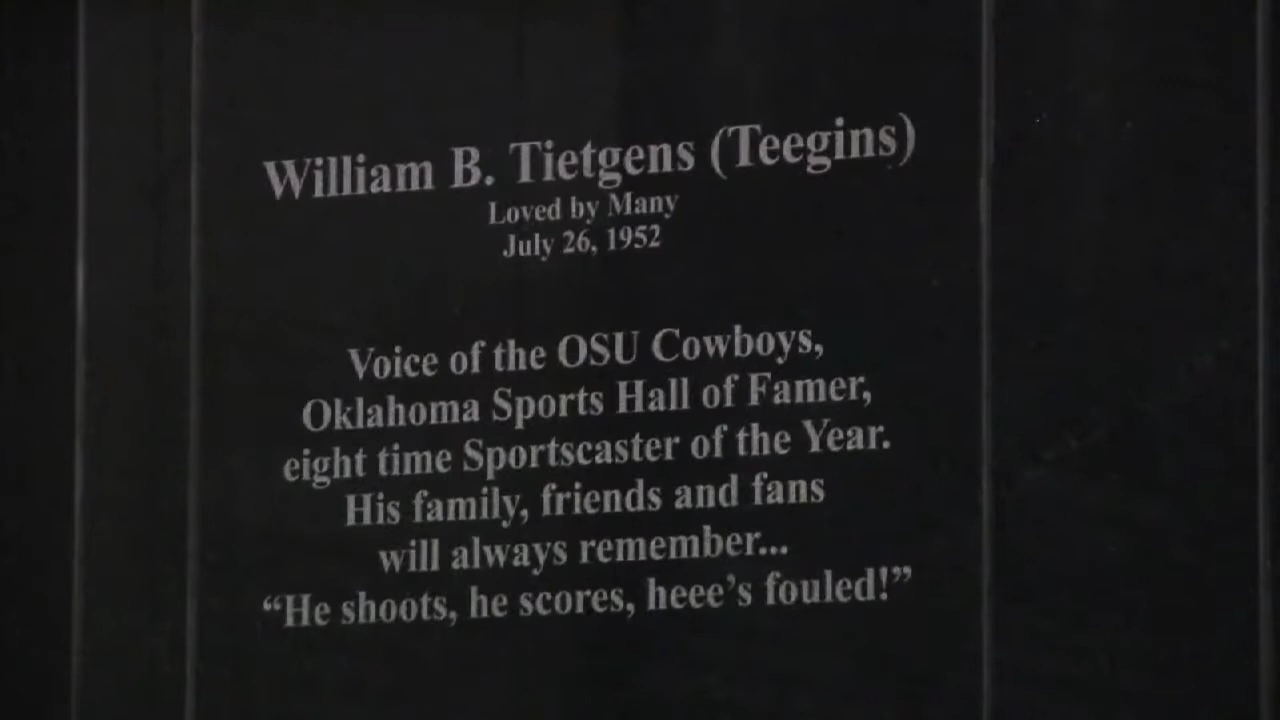 William B. Tietgens (Teegins)
Loved by Many
July 26, 1952
Voice of the OSU Cowboys,
Oklahoma Sports Hall of Famer,
eight time Sportscaster of the Year.
His family, friends and fans
will always remember...
“He shoots, he scores, heee’s fouled!”